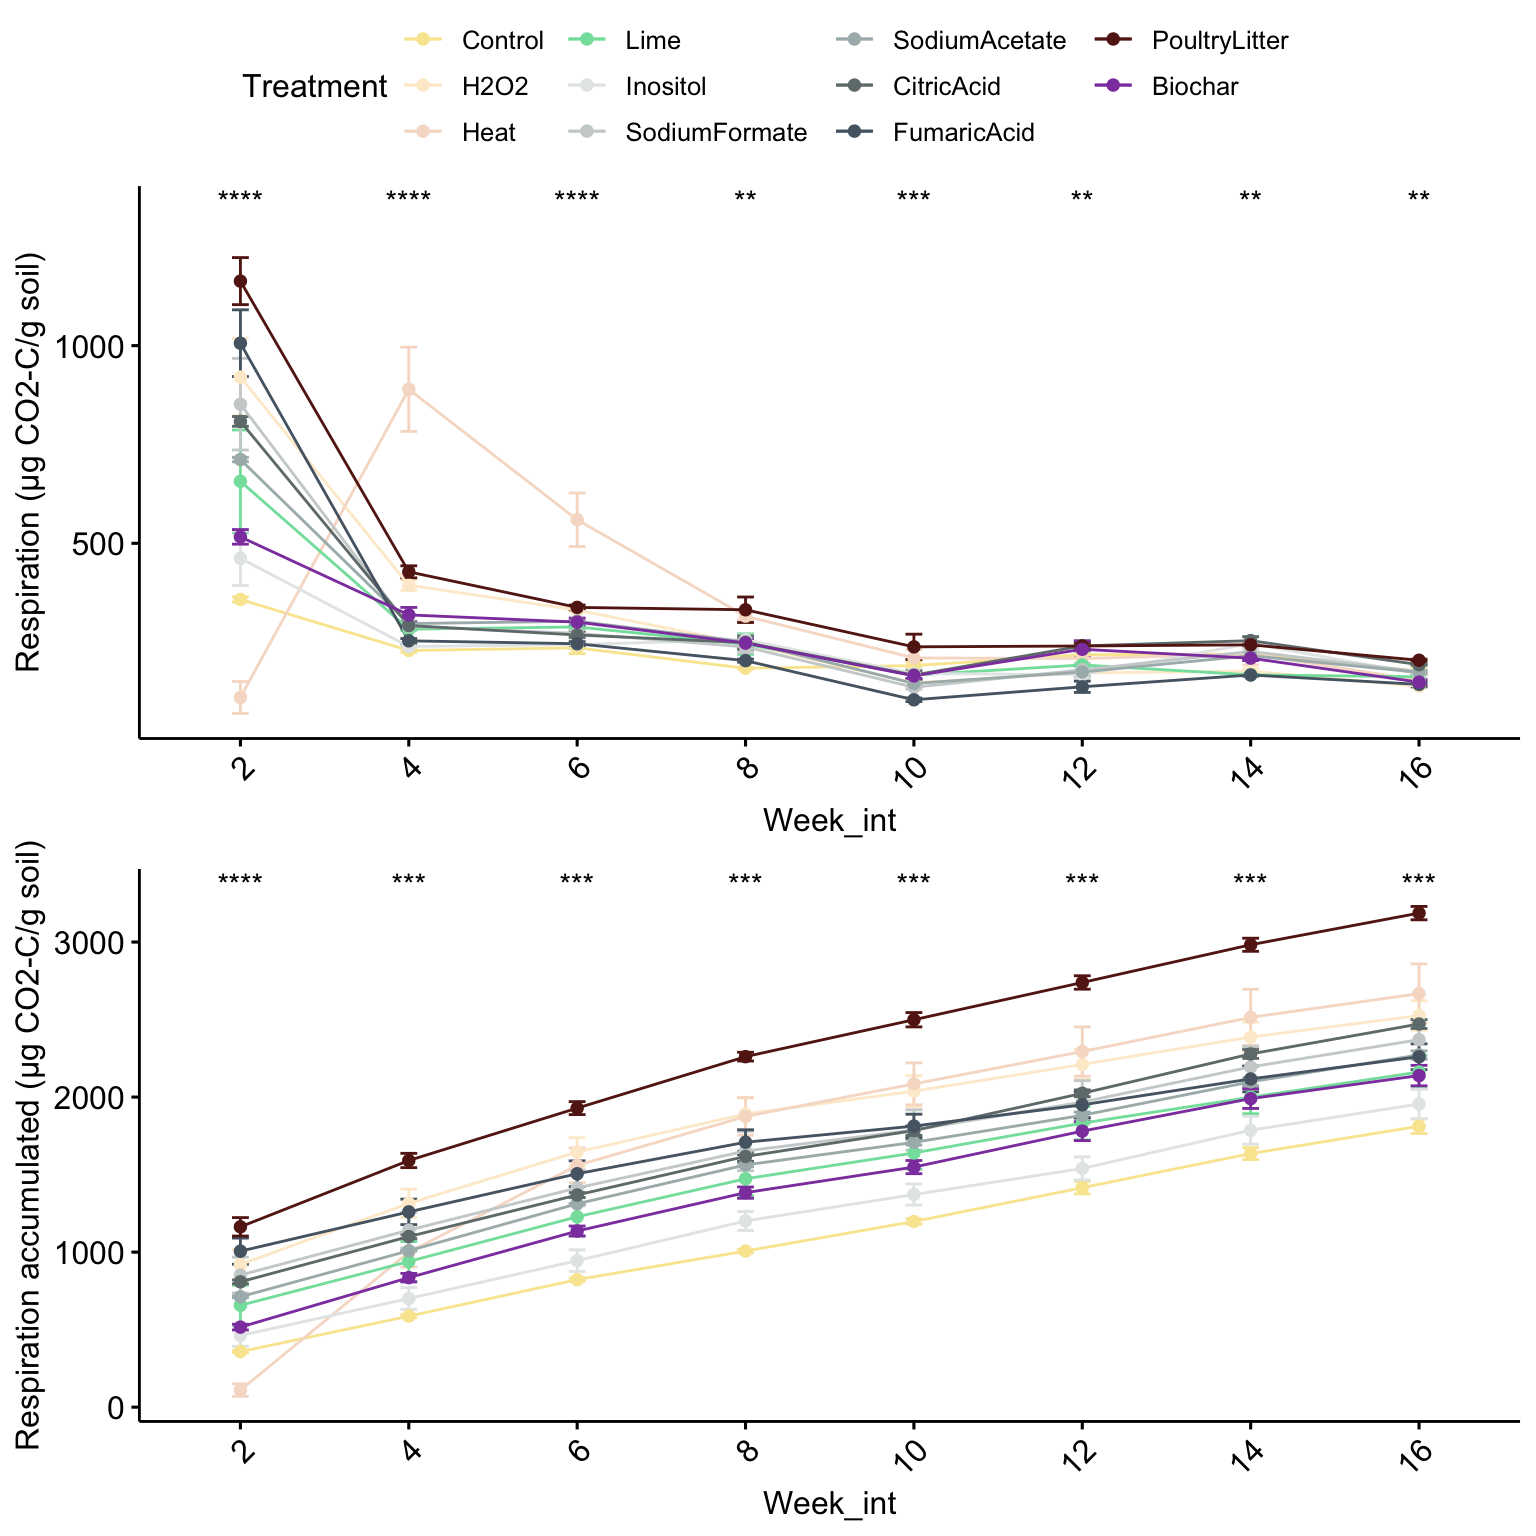 Control Lime SodiumAcetate PoultryLitter
Treatment H2O2 Inositol CitricAcid Biochar
Heat SodiumFormate FumaricAcid
**** **** **** ** *** ** ** **
Respiration (µg CO2-C/g soil)
1000
500
2 4 6 8 10 12 14 16
Week_int
**** *** *** *** *** *** *** ***
Respiration accumulated (µg CO2-C/g soil)
3000
2000
1000
0
2 4 6 8 10 12 14 16
Week_int